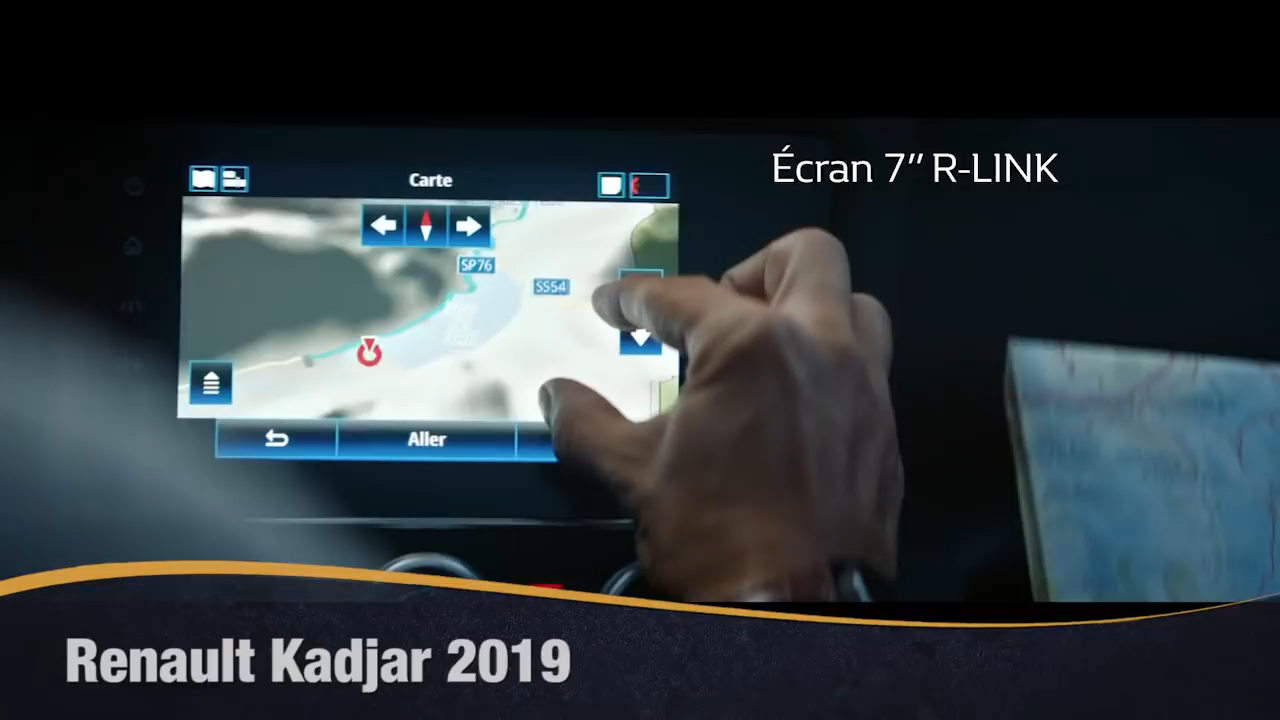 Écran 7" R-LINK
Carte
SP76
SS54
Aller
Renault Kadjar 2019